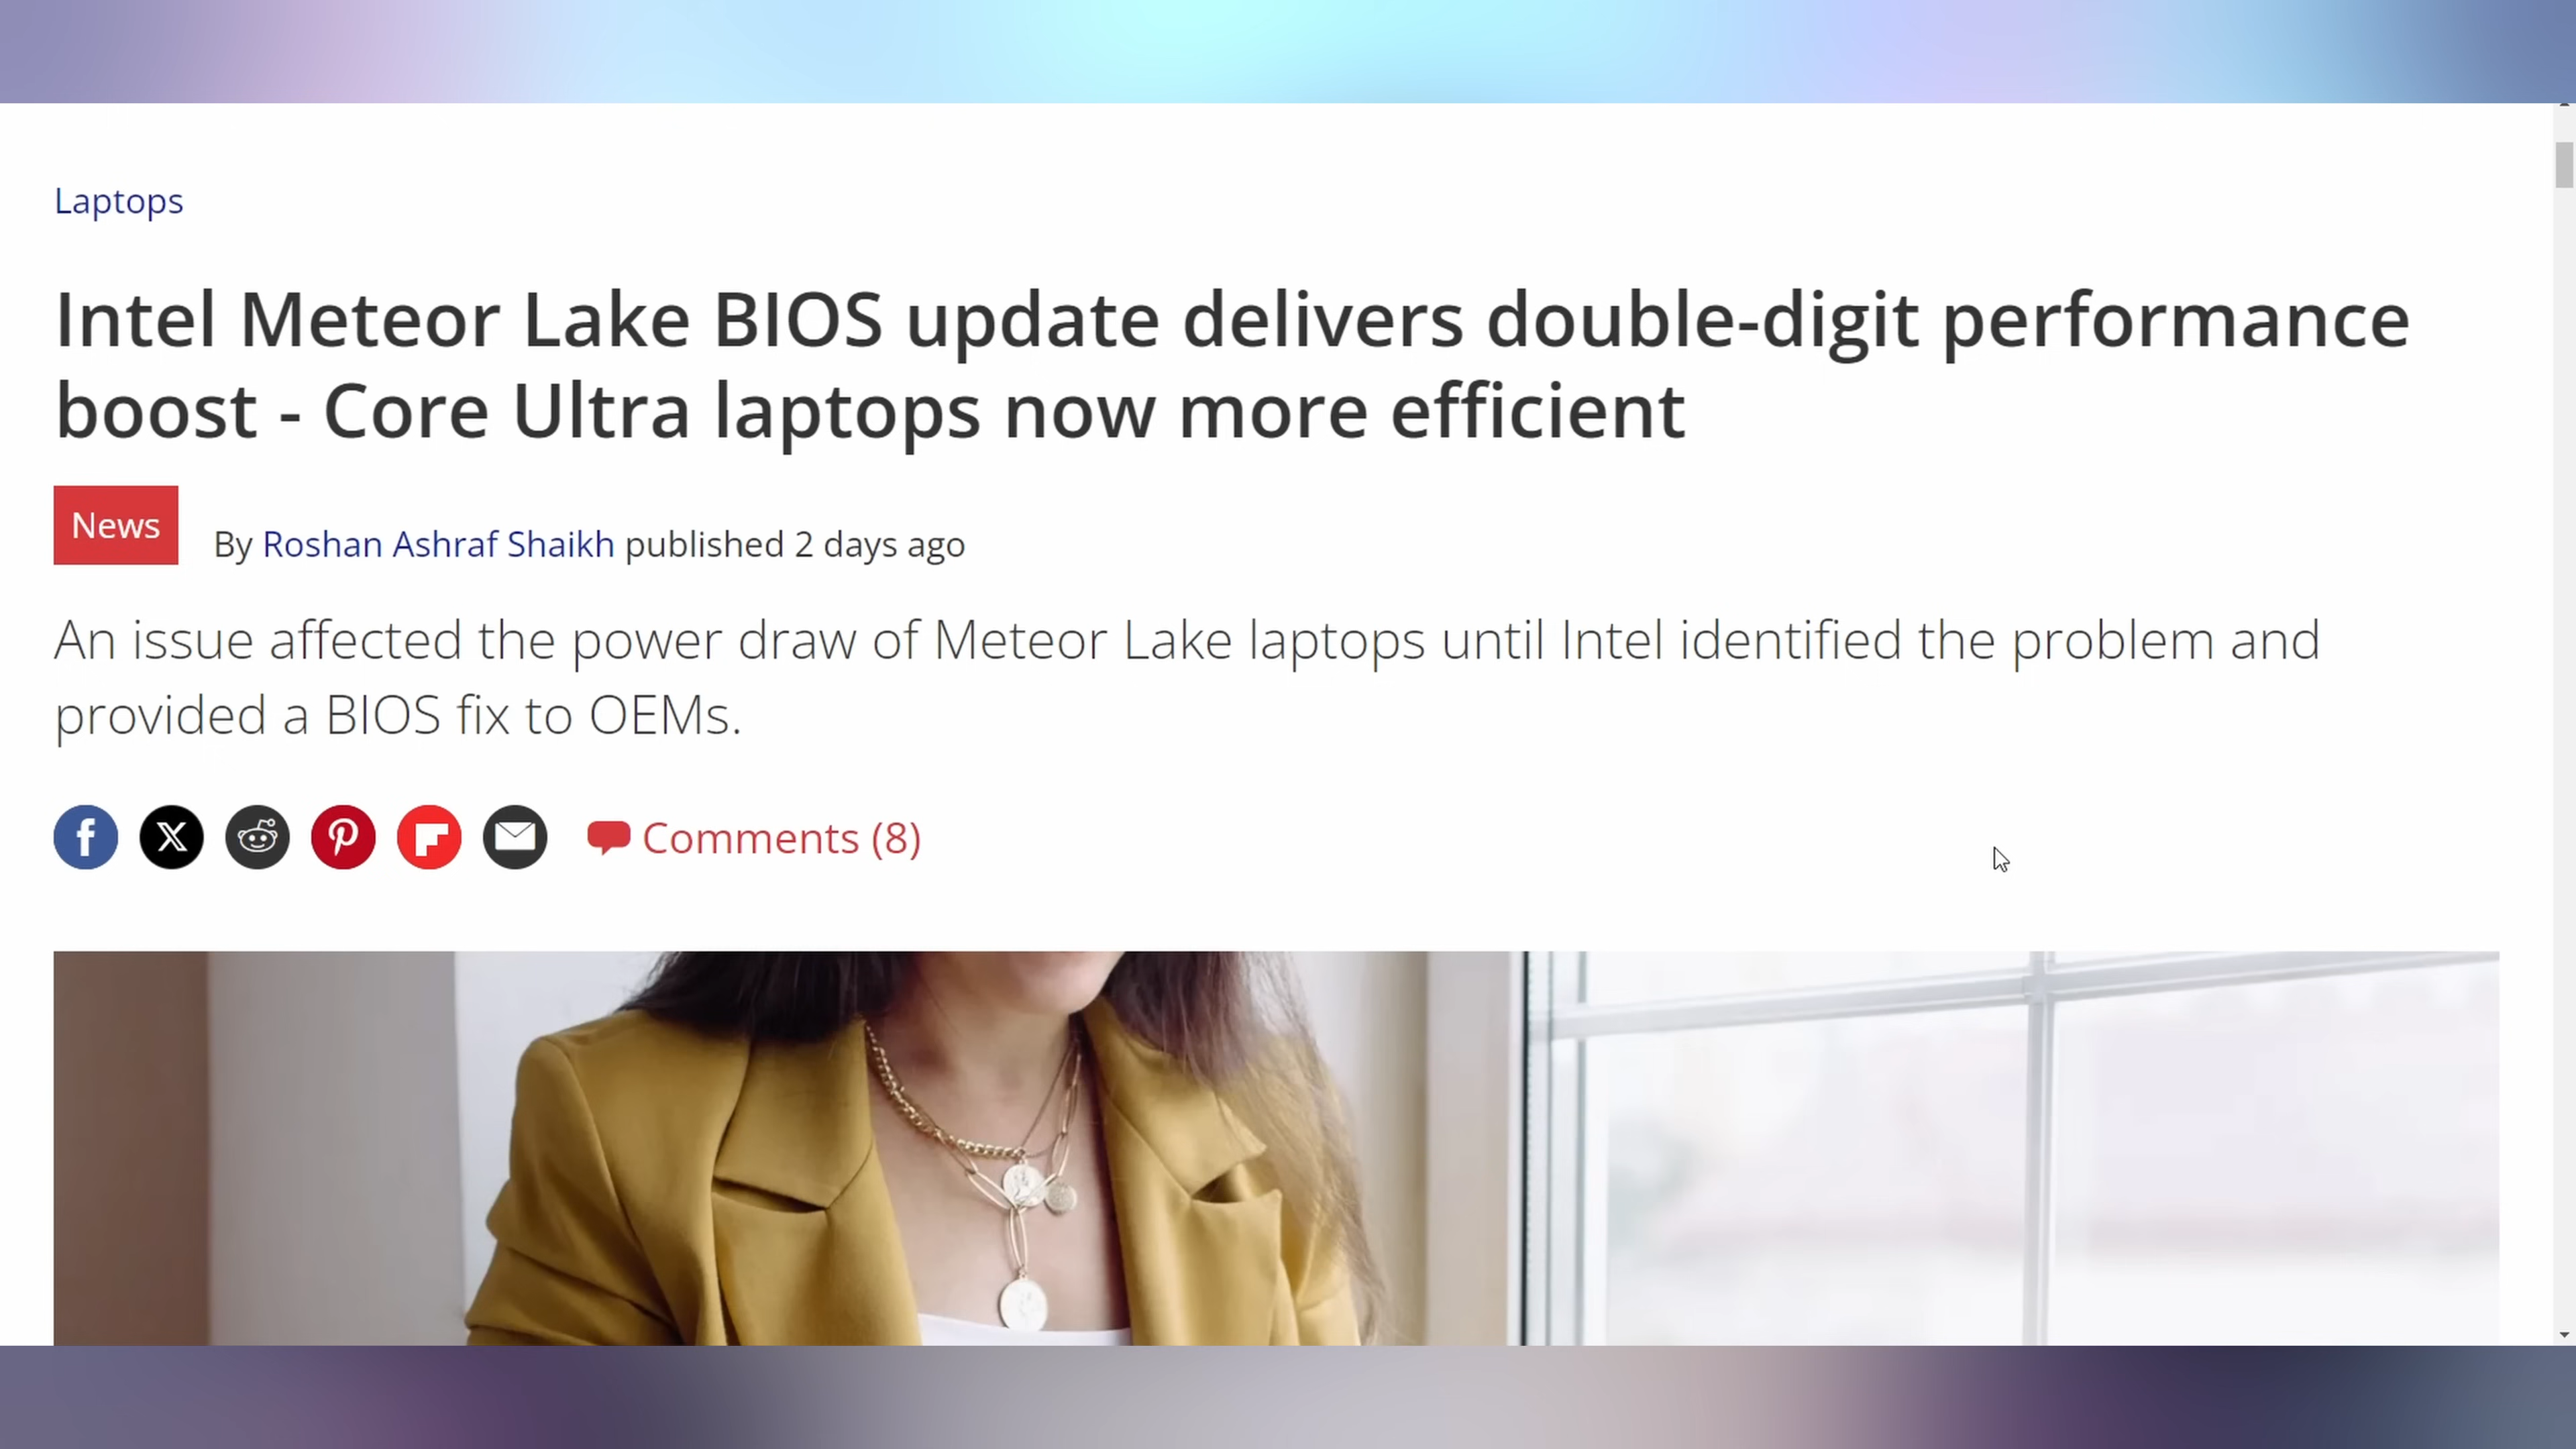 Laptops
Intel Meteor Lake BIOS update delivers double-digit performance
boost - Core Ultra laptops now more efficient
News
By Roshan Ashraf Shaikh published 2 days ago
An issue affected the power draw of Meteor Lake laptops until Intel identified the problem and
provided a BIOS fix to OEMs.
Comments (8)